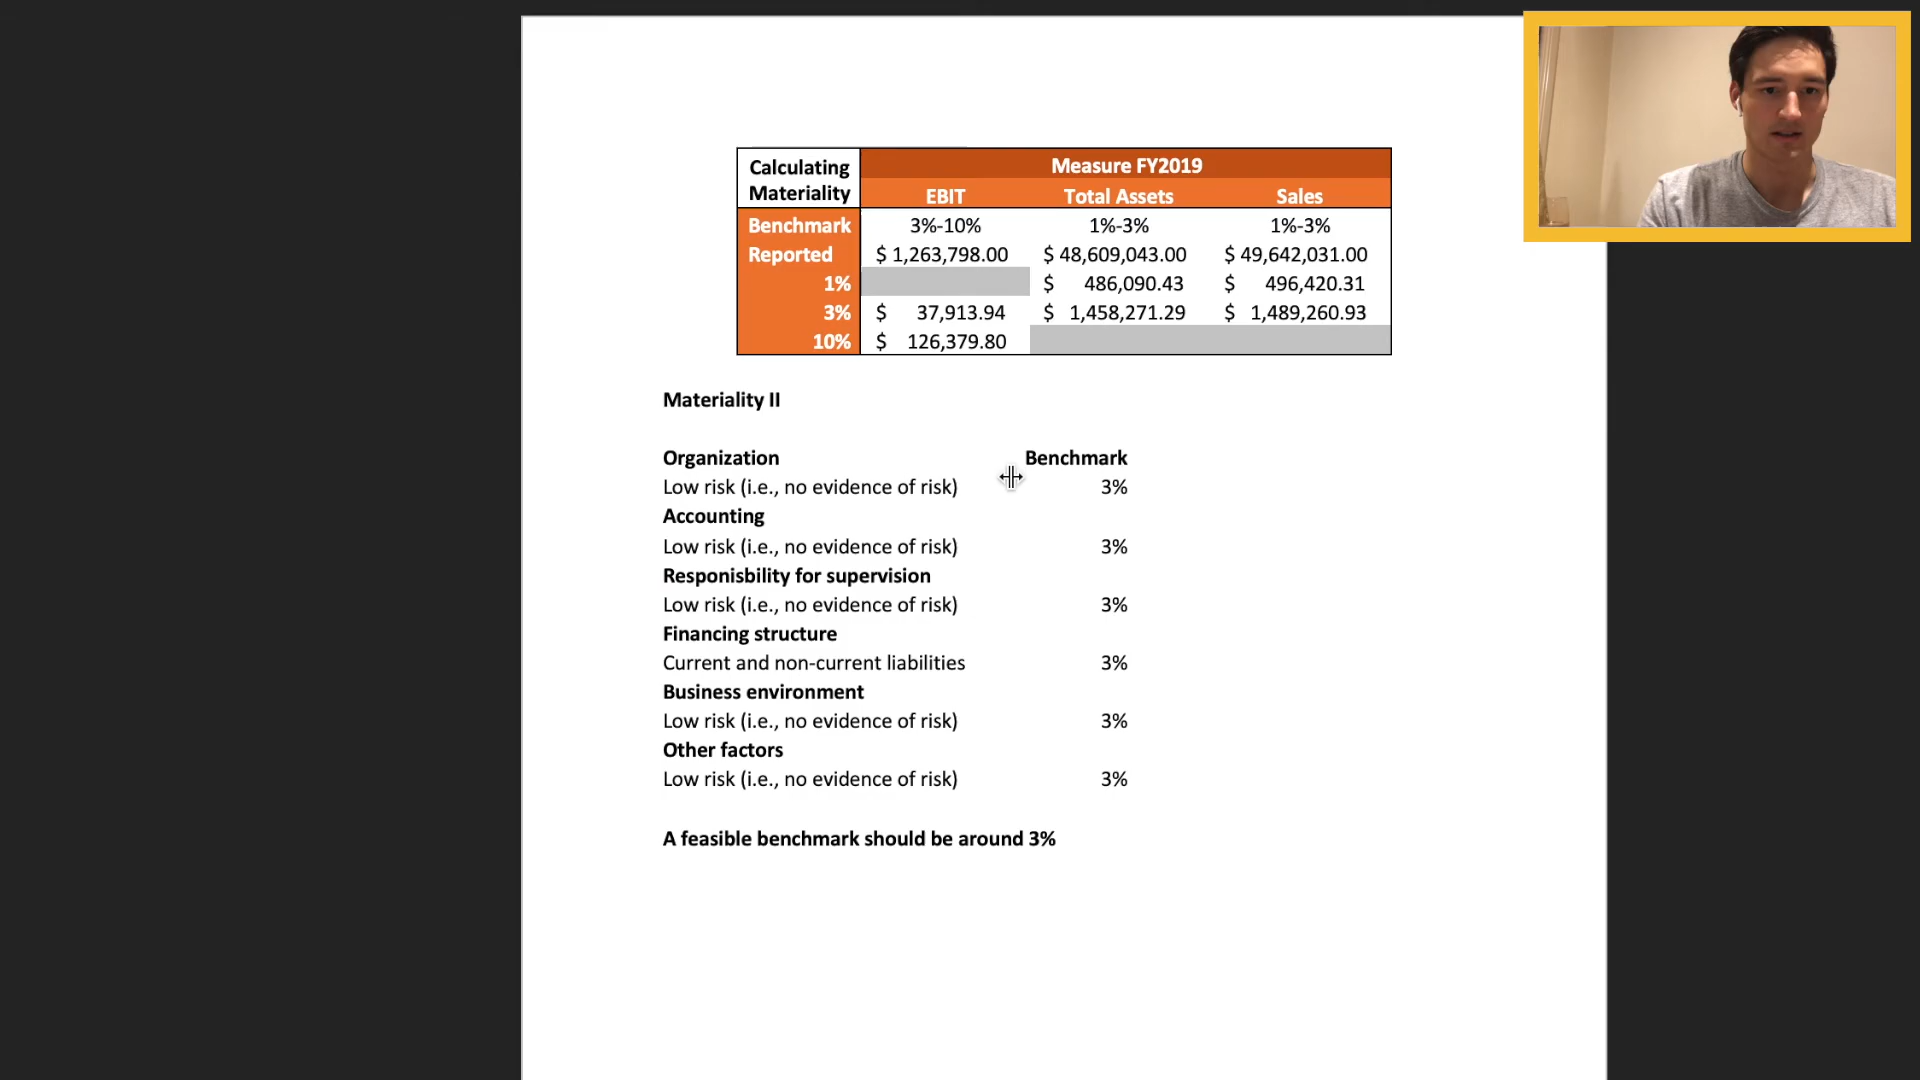 Calculating Materiality
Measure FY2019
EBIT Total Assets Sales
Benchmark 3%-10% 1%-3% 1%-3%
Reported $ 1,263,798.00 $ 48,609,043.00 $ 49,642,031.00
1% $ 486,090.43 $ 496,420.31
3% $ 37,913.94 $ 1,458,271.29 $ 1,489,260.93
10% $ 126,379.80
Materiality II
Organization Benchmark
Low risk (i.e., no evidence of risk) 3%
Accounting
Low risk (i.e., no evidence of risk) 3%
Responisbility for supervision
Low risk (i.e., no evidence of risk) 3%
Financing structure
Current and non-current liabilities 3%
Business environment
Low risk (i.e., no evidence of risk) 3%
Other factors
Low risk (i.e., no evidence of risk) 3%
A feasible benchmark should be around 3%